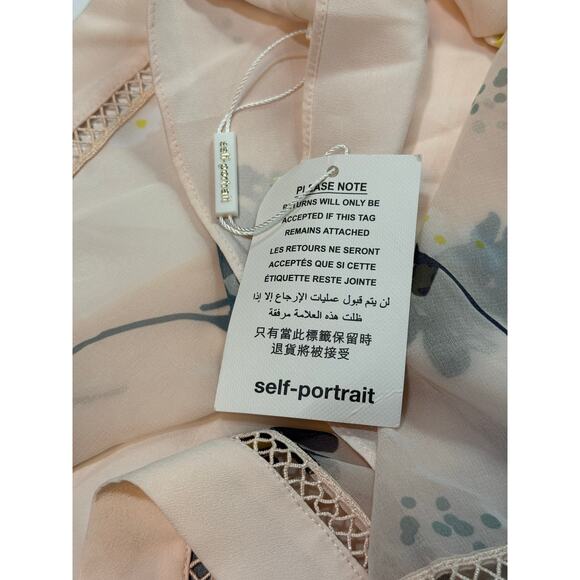 self-portrait
PLEASE NOTE
RETURNS WILL ONLY BE
ACCEPTED IF THIS TAG
REMAINS ATTACHED
LES RETOURS NE SERONT
ACCEPTÉS QUE SI CETTE
ÉTIQUETTE RESTE JOINTE
لن يتم قبول عمليات الإرجاع إلا إذا
ظلت هذه العلامة مرفقة
只有當此標籤保留時
退貨將被接受
self-portrait